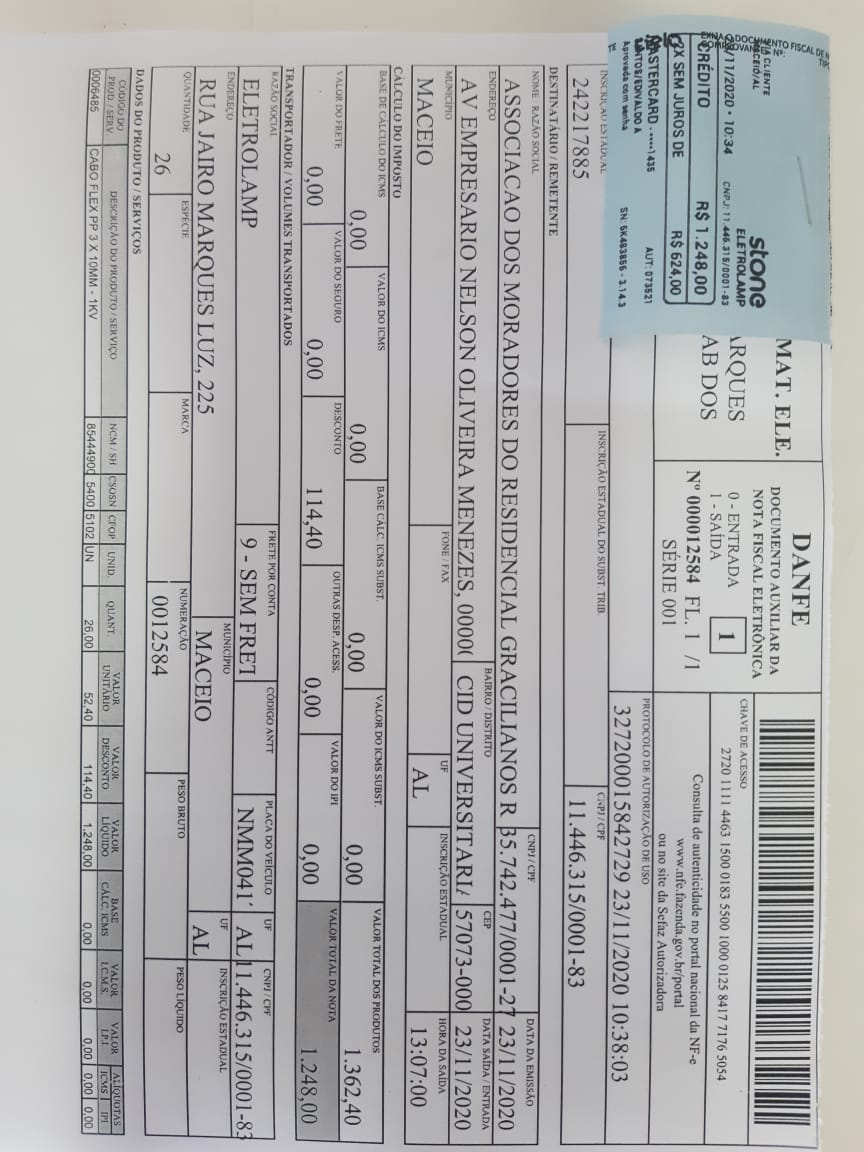 DOCUMENTO FISCAL DE
VIA CLIENTE
MACEIÓ/AL
stone
ELETROLAMP
/11/2020 • 10:34 CNPJ: 11.446.315/0001-83
CRÉDITO R$ 1.248,00
2X SEM JUROS DE R$ 624,00
MASTERCARD - ••••1435 AUT: 073521
SANTOS/EDIVALDO A
Aprovada com senha SN: 6K483856 - 3.14.3
MAT. ELE.
ARQUES
AB DOS
DANFE
DOCUMENTO AUXILIAR DA
NOTA FISCAL ELETRÔNICA
0 - ENTRADA
1 - SAÍDA
1
Nº 000012584 FL. 1 /1
SÉRIE 001
CHAVE DE ACESSO
2720 1111 4463 1500 0183 5500 1000 0125 8417 7176 5054
Consulta de autenticidade no portal nacional da NF-e
www.nfe.fazenda.gov.br/portal
ou no site da Sefaz Autorizadora
PROTOCOLO DE AUTORIZAÇÃO DE USO
327200015842729 23/11/2020 10:38:03
INSCRIÇÃO ESTADUAL INSCRIÇÃO ESTADUAL DO SUBST. TRIB. CNPJ / CPF
242217885 11.446.315/0001-83
DESTINATÁRIO / REMETENTE
NOME RAZÃO SOCIAL CNPJ / CPF DATA DA EMISSÃO
ASSOCIACAO DOS MORADORES DO RESIDENCIAL GRACILIANOS R 35.742.477/0001-27 23/11/2020
ENDEREÇO BAIRRO / DISTRITO CEP DATA SAÍDA / ENTRADA
AV EMPRESARIO NELSON OLIVEIRA MENEZES, 00000 CID UNIVERSITARI 57073-000 23/11/2020
MUNICÍPIO FONE / FAX UF INSCRIÇÃO ESTADUAL HORA DA SAÍDA
MACEIO AL 13:07:00
CÁLCULO DO IMPOSTO
BASE DE CÁLCULO DO ICMS VALOR DO ICMS BASE CÁLC. ICMS SUBST. VALOR DO ICMS SUBST. VALOR TOTAL DOS PRODUTOS
0,00 0,00 0,00 0,00 1.362,40
VALOR DO FRETE VALOR DO SEGURO DESCONTO OUTRAS DESP. ACESS. VALOR DO IPI VALOR TOTAL DA NOTA
0,00 0,00 114,40 0,00 0,00 1.248,00
TRANSPORTADOR / VOLUMES TRANSPORTADOS
RAZÃO SOCIAL FRETE POR CONTA CÓDIGO ANTT PLACA DO VEÍCULO UF CNPJ / CPF
ELETROLAMP 9 - SEM FRET NMM041 AL 11.446.315/0001-83
ENDEREÇO MUNICÍPIO UF INSCRIÇÃO ESTADUAL
RUA JAIRO MARQUES LUZ, 225 MACEIO AL
QUANTIDADE ESPÉCIE MARCA NUMERAÇÃO PESO BRUTO PESO LÍQUIDO
26 0012584
DADOS DO PRODUTO / SERVIÇOS
CÓDIGO DO PROD / SERV DESCRIÇÃO DO PRODUTO / SERVIÇO NCM / SH CSOSN CFOP UNID. QUANT. VALOR UNITÁRIO VALOR DESCONTO VALOR LÍQUIDO BASE CÁLC. ICMS VALOR I.C.M.S. VALOR I.P.I. ALÍQUOTAS ICMS IPI
0006485 CABO FLEX PP 3 X 10MM - 1KV 85444900 5400 5102 UN 26,00 52,40 114,40 1.248,00 0,00 0,00 0,00 0,00 0,00